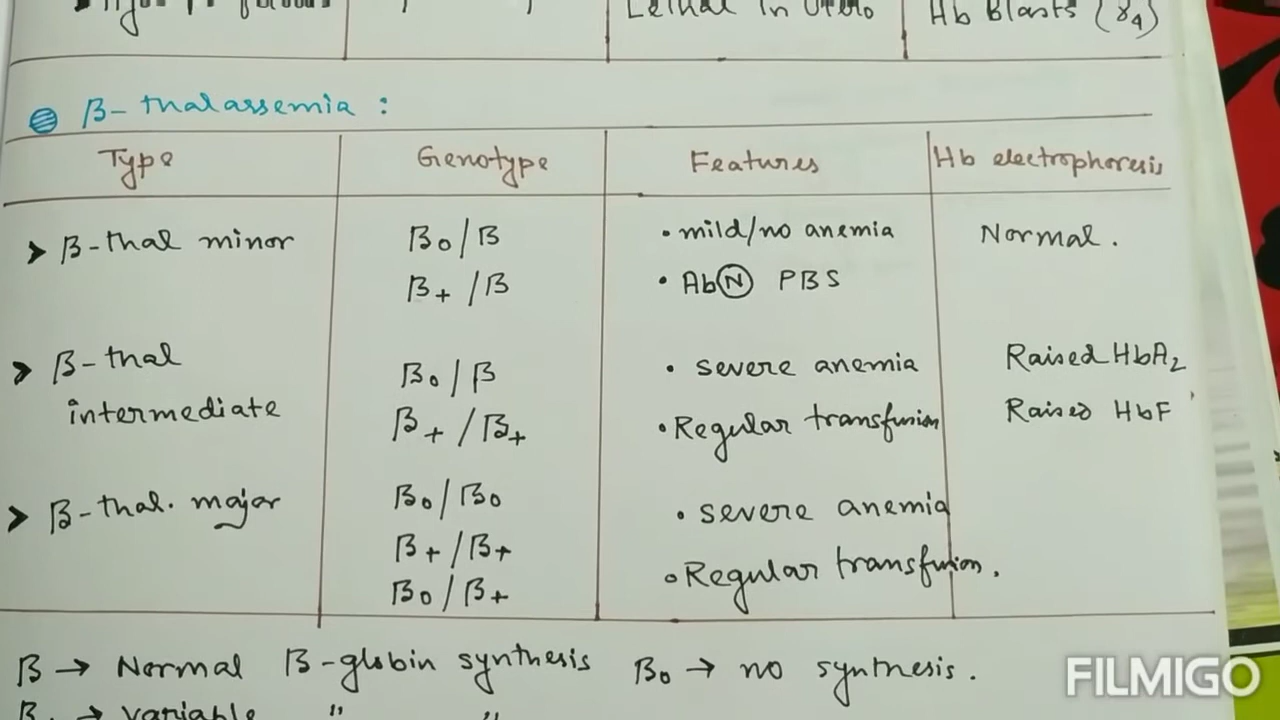 Lethal in Utero
Hb Blasts (γ4)
β- thalassemia :
Type Genotype Features Hb electrophoresis
β-thal minor β0/β • mild/no anemia Normal.
β+/β • Ab(N) PBS
β-thal β0/β • severe anemia Raised HbA2
intermediate β+/β+ • Regular transfusion Raised HbF
β-thal. major β0/β0 • severe anemia
β+/β+ • Regular transfusion.
β0/β+
β → Normal β-globin synthesis β0 → no synthesis.
→ variable " "
FILMIGO